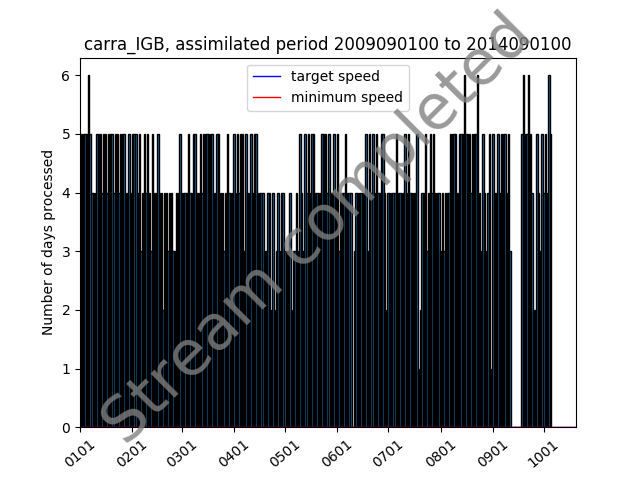 carra_IGB, assimilated period 2009090100 to 2014090100
target speed
minimum speed
Stream completed
Number of days processed
6
5
4
3
2
1
0
0101 0201 0301 0401 0501 0601 0701 0801 0901 1001